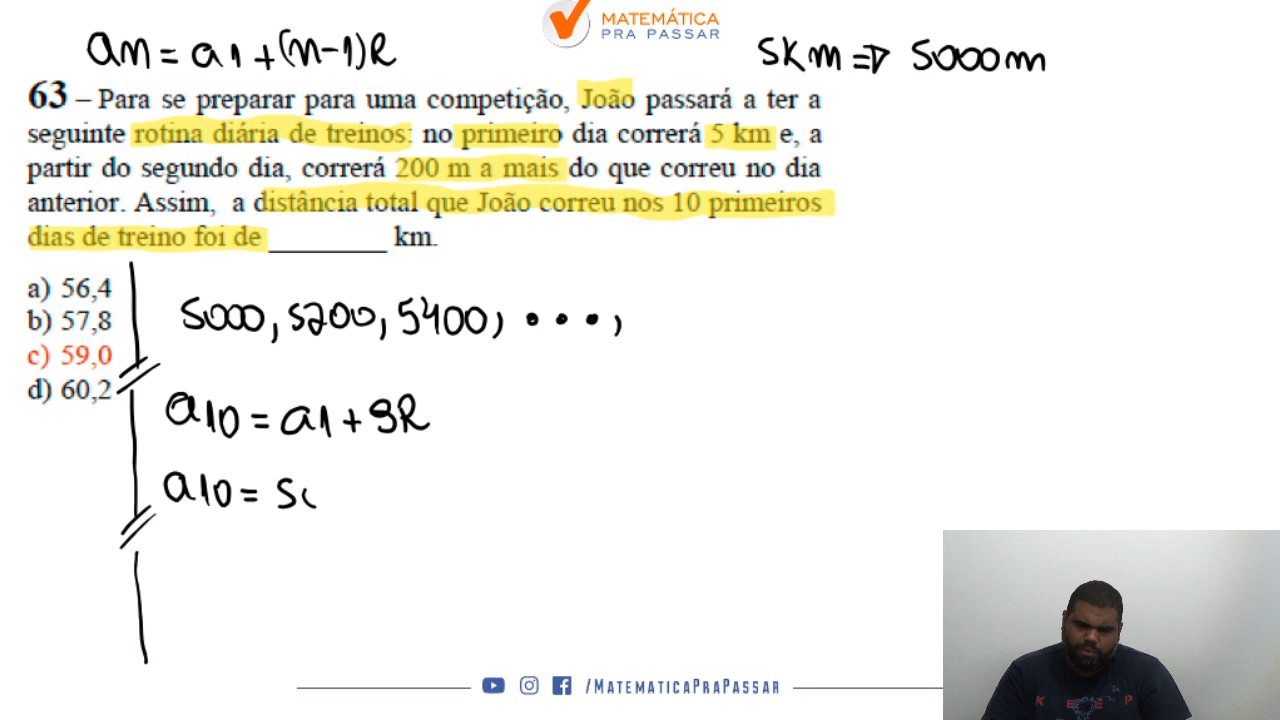 MATEMÁTICA
PRA PASSAR
an = a1 + (n-1)R
5km => 5000m
63 – Para se preparar para uma competição, João passará a ter a
seguinte rotina diária de treinos: no primeiro dia correrá 5 km e, a
partir do segundo dia, correrá 200 m a mais do que correu no dia
anterior. Assim, a distância total que João correu nos 10 primeiros
dias de treino foi de ________ km.
a) 56,4
b) 57,8
c) 59,0
d) 60,2
5000, 5200, 5400, • • • ,
a10 = a1 + 9R
a10 = 50
/MATEMATICAPRAPASSAR